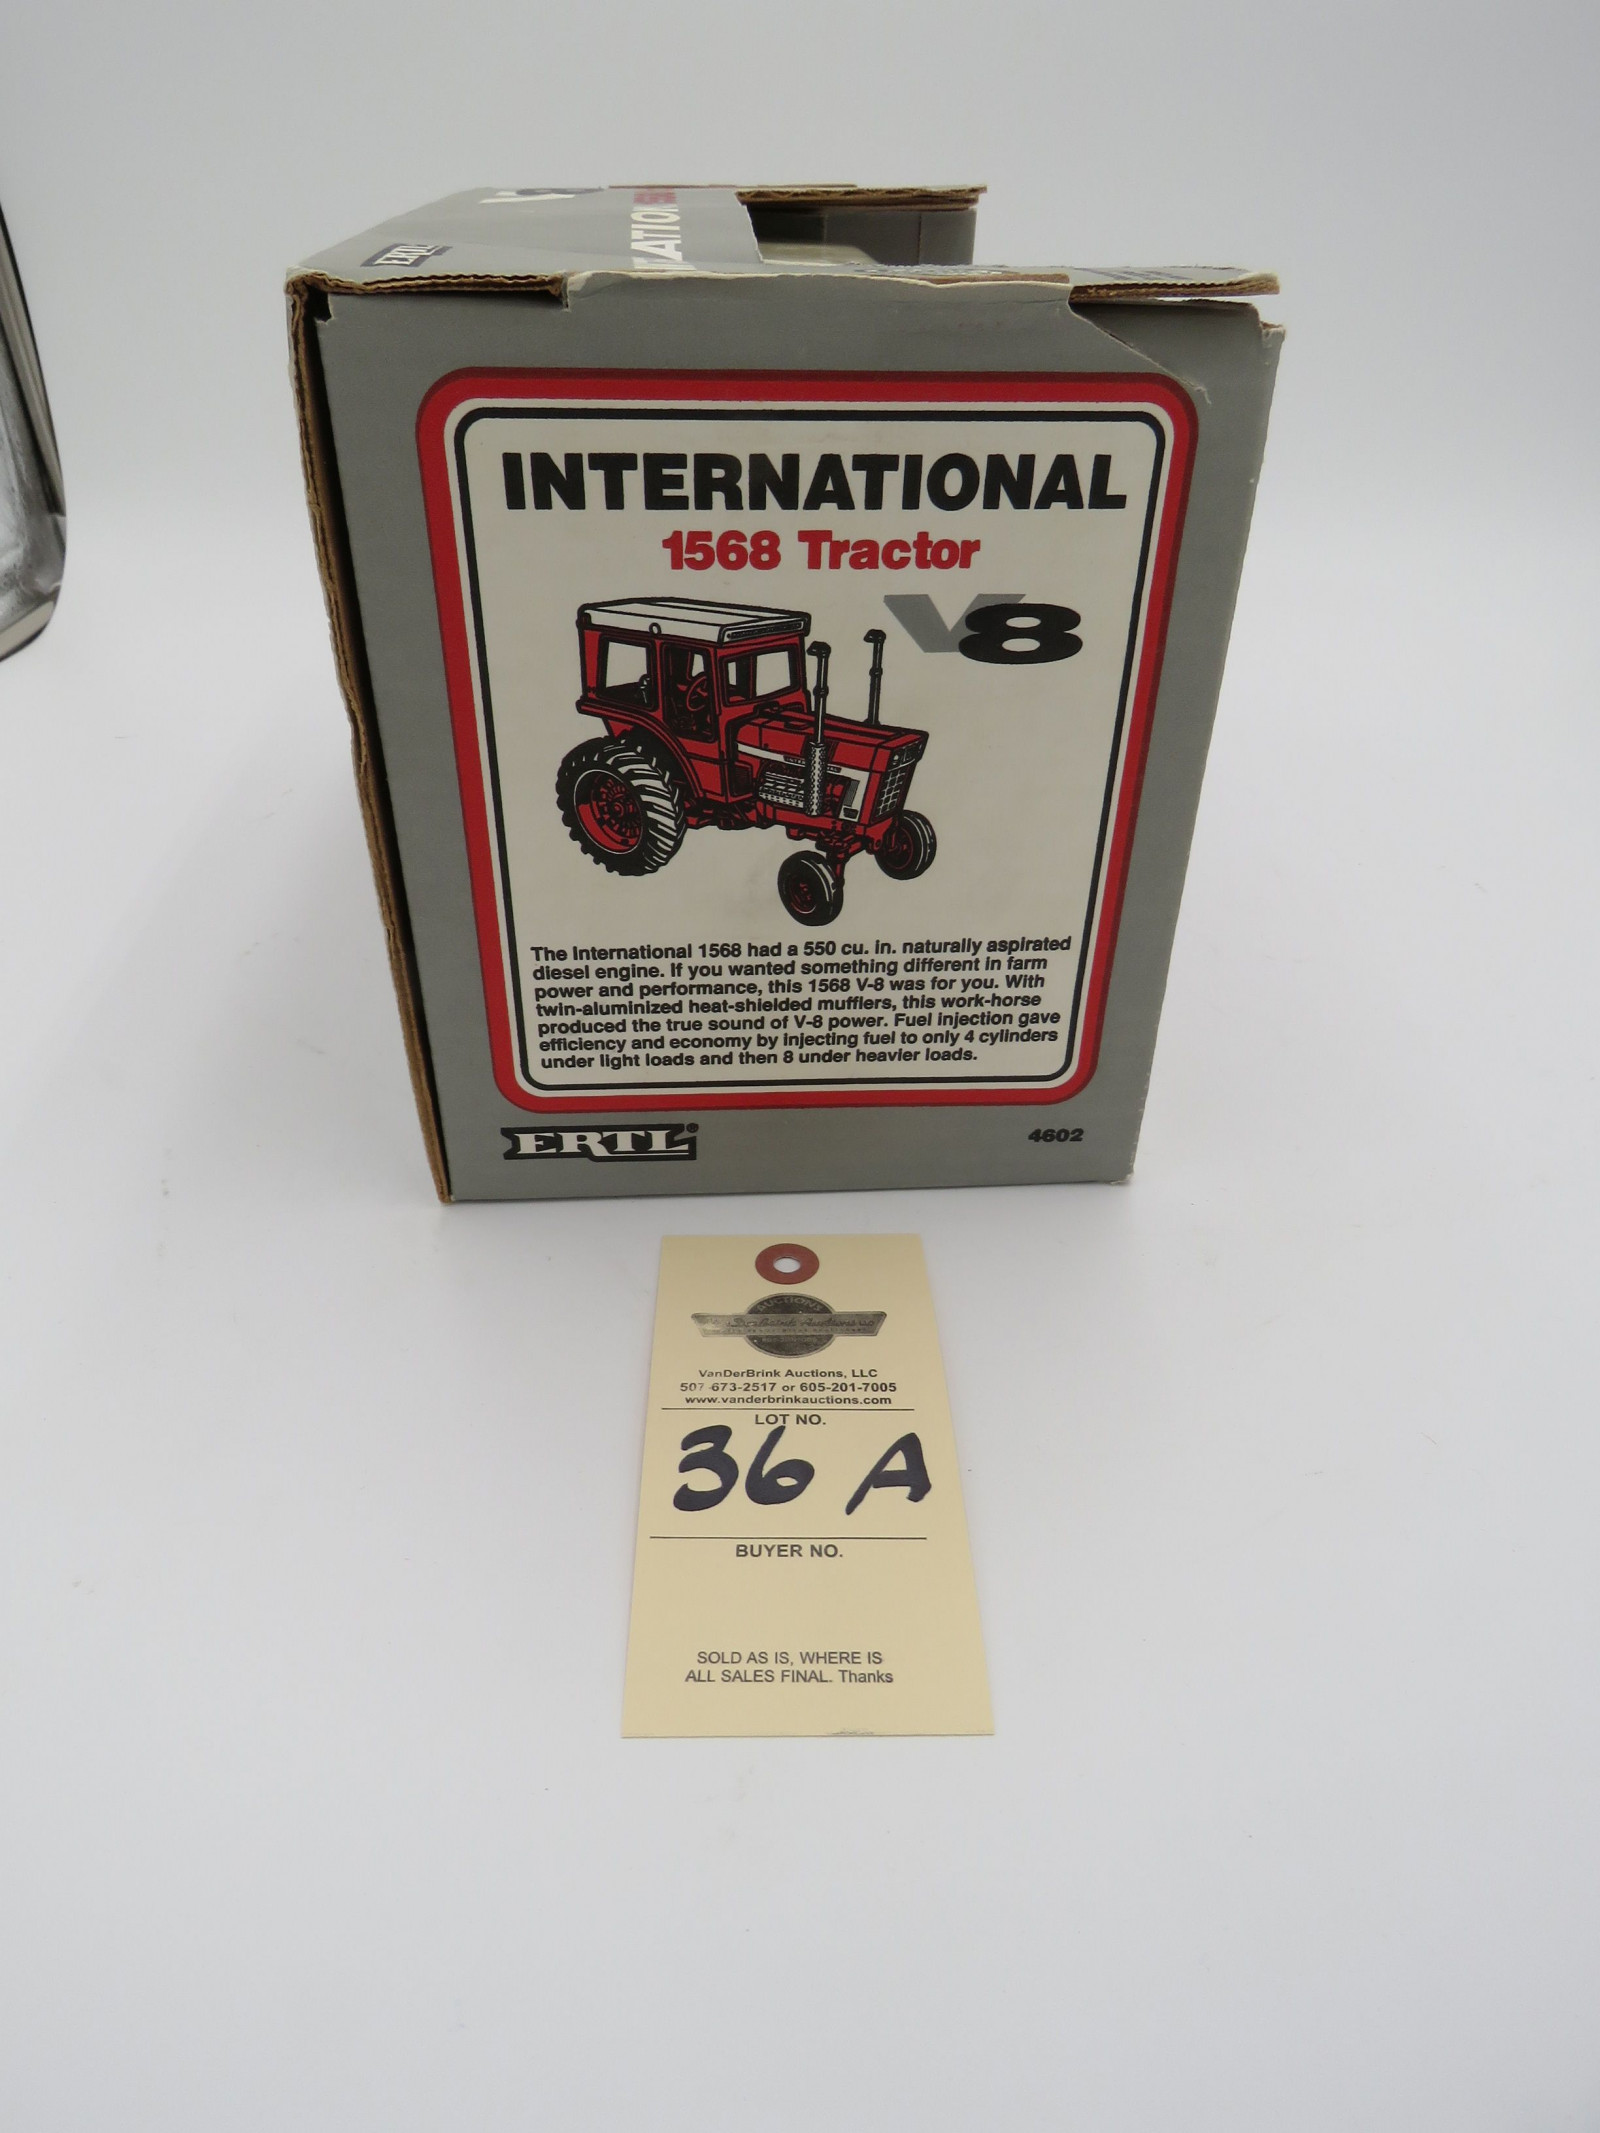 ERTL
INTERNATIONAL
1568 Tractor
V8
The International 1568 had a 550 cu. in. naturally aspirated
diesel engine. If you wanted something different in farm
power and performance, this 1568 V-8 was for you. With
twin-aluminized heat-shielded mufflers, this work-horse
produced the true sound of V-8 power. Fuel injection gave
efficiency and economy by injecting fuel to only 4 cylinders
under light loads and then 8 under heavier loads.
ERTL®
4602
AUCTIONS
VanDerBrink Auctions, LLC
507-673-2517 or 605-201-7005
www.vanderbrinkauctions.com
LOT NO.
36 A
BUYER NO.
SOLD AS IS, WHERE IS
ALL SALES FINAL. Thanks